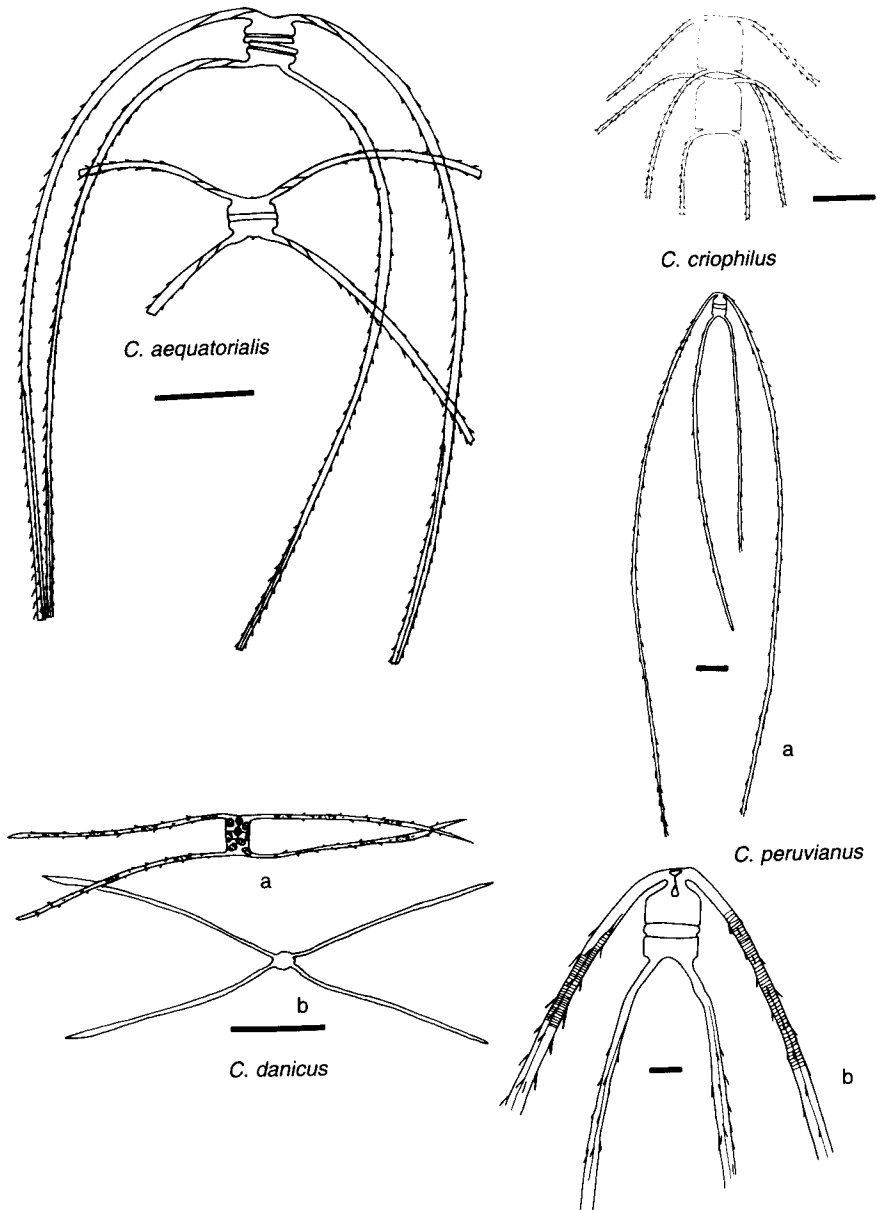 C. criophilus
C. aequatorialis
a
C. peruvianus
a
b
C. danicus
b